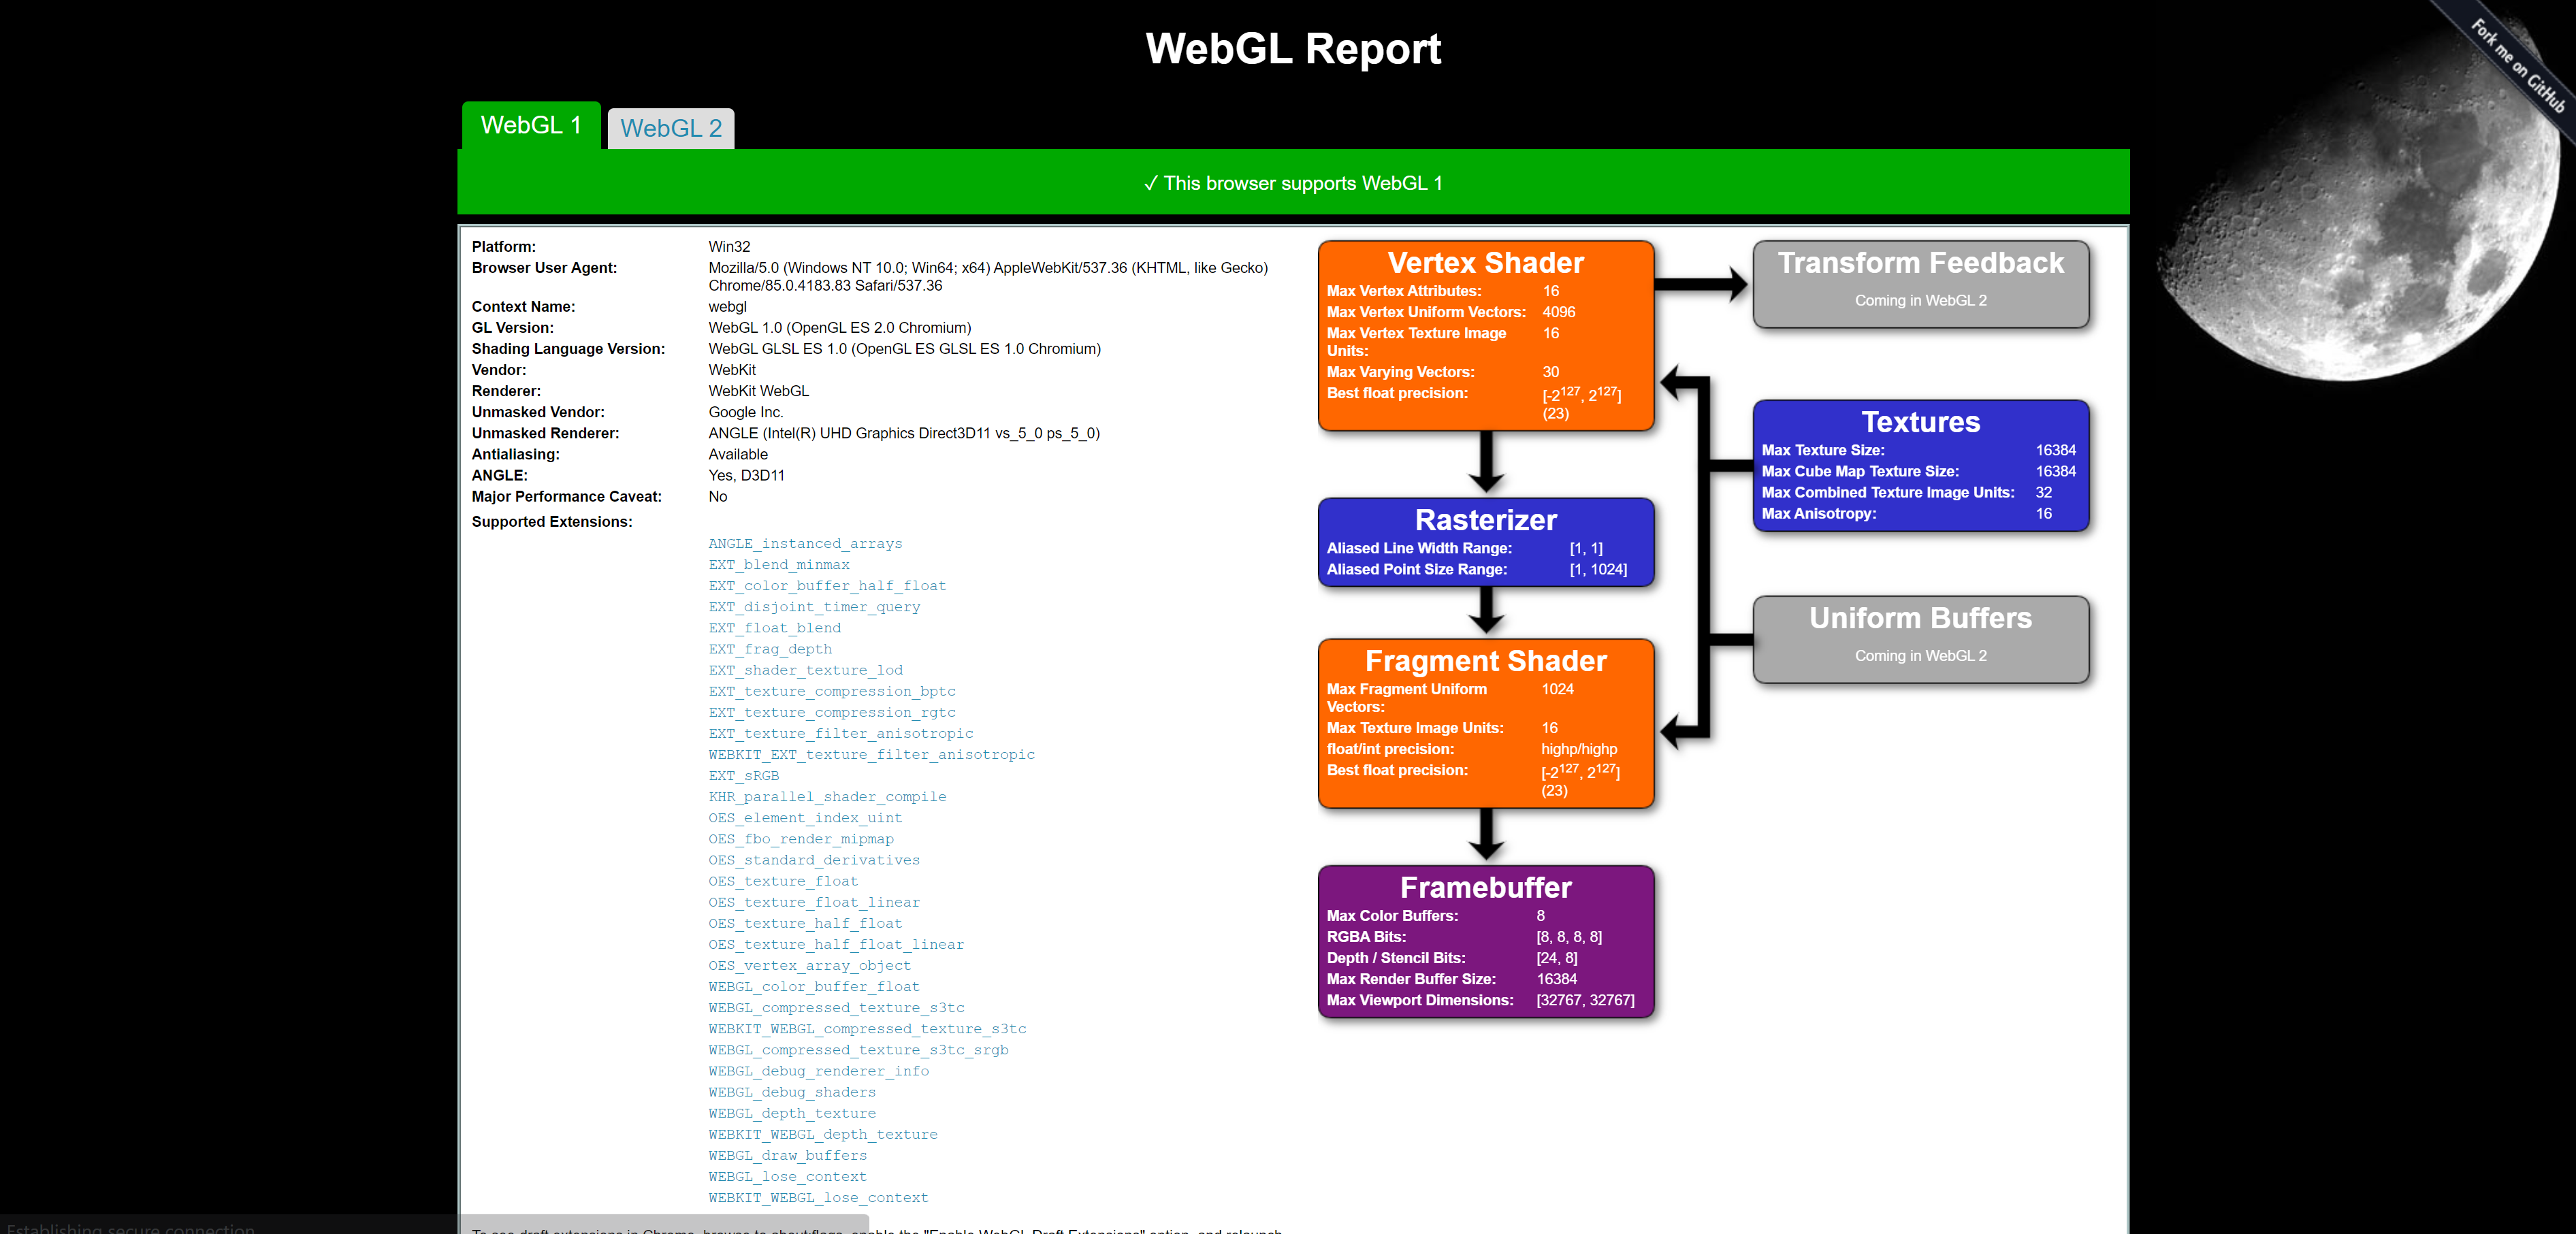 WebGL Report
Fork me on GitHub
WebGL 1
WebGL 2
✓ This browser supports WebGL 1
Platform: Win32
Browser User Agent: Mozilla/5.0 (Windows NT 10.0; Win64; x64) AppleWebKit/537.36 (KHTML, like Gecko)
Chrome/85.0.4183.83 Safari/537.36
Context Name: webgl
GL Version: WebGL 1.0 (OpenGL ES 2.0 Chromium)
Shading Language Version: WebGL GLSL ES 1.0 (OpenGL ES GLSL ES 1.0 Chromium)
Vendor: WebKit
Renderer: WebKit WebGL
Unmasked Vendor: Google Inc.
Unmasked Renderer: ANGLE (Intel(R) UHD Graphics Direct3D11 vs_5_0 ps_5_0)
Antialiasing: Available
ANGLE: Yes, D3D11
Major Performance Caveat: No
Supported Extensions:
ANGLE_instanced_arrays
EXT_blend_minmax
EXT_color_buffer_half_float
EXT_disjoint_timer_query
EXT_float_blend
EXT_frag_depth
EXT_shader_texture_lod
EXT_texture_compression_bptc
EXT_texture_compression_rgtc
EXT_texture_filter_anisotropic
WEBKIT_EXT_texture_filter_anisotropic
EXT_sRGB
KHR_parallel_shader_compile
OES_element_index_uint
OES_fbo_render_mipmap
OES_standard_derivatives
OES_texture_float
OES_texture_float_linear
OES_texture_half_float
OES_texture_half_float_linear
OES_vertex_array_object
WEBGL_color_buffer_float
WEBGL_compressed_texture_s3tc
WEBKIT_WEBGL_compressed_texture_s3tc
WEBGL_compressed_texture_s3tc_srgb
WEBGL_debug_renderer_info
WEBGL_debug_shaders
WEBGL_depth_texture
WEBKIT_WEBGL_depth_texture
WEBGL_draw_buffers
WEBGL_lose_context
WEBKIT_WEBGL_lose_context
To see draft extensions in Chrome, browse to about:flags, enable the "Enable WebGL Draft Extensions" option, and relaunch
Establishing secure connection
Vertex Shader
Max Vertex Attributes: 16
Max Vertex Uniform Vectors: 4096
Max Vertex Texture Image 16
Units:
Max Varying Vectors: 30
Best float precision: [-2¹²⁷, 2¹²⁷]
(23)
Transform Feedback
Coming in WebGL 2
Rasterizer
Aliased Line Width Range: [1, 1]
Aliased Point Size Range: [1, 1024]
Textures
Max Texture Size: 16384
Max Cube Map Texture Size: 16384
Max Combined Texture Image Units: 32
Max Anisotropy: 16
Fragment Shader
Max Fragment Uniform 1024
Vectors:
Max Texture Image Units: 16
float/int precision: highp/highp
Best float precision: [-2¹²⁷, 2¹²⁷]
(23)
Uniform Buffers
Coming in WebGL 2
Framebuffer
Max Color Buffers: 8
RGBA Bits: [8, 8, 8, 8]
Depth / Stencil Bits: [24, 8]
Max Render Buffer Size: 16384
Max Viewport Dimensions: [32767, 32767]